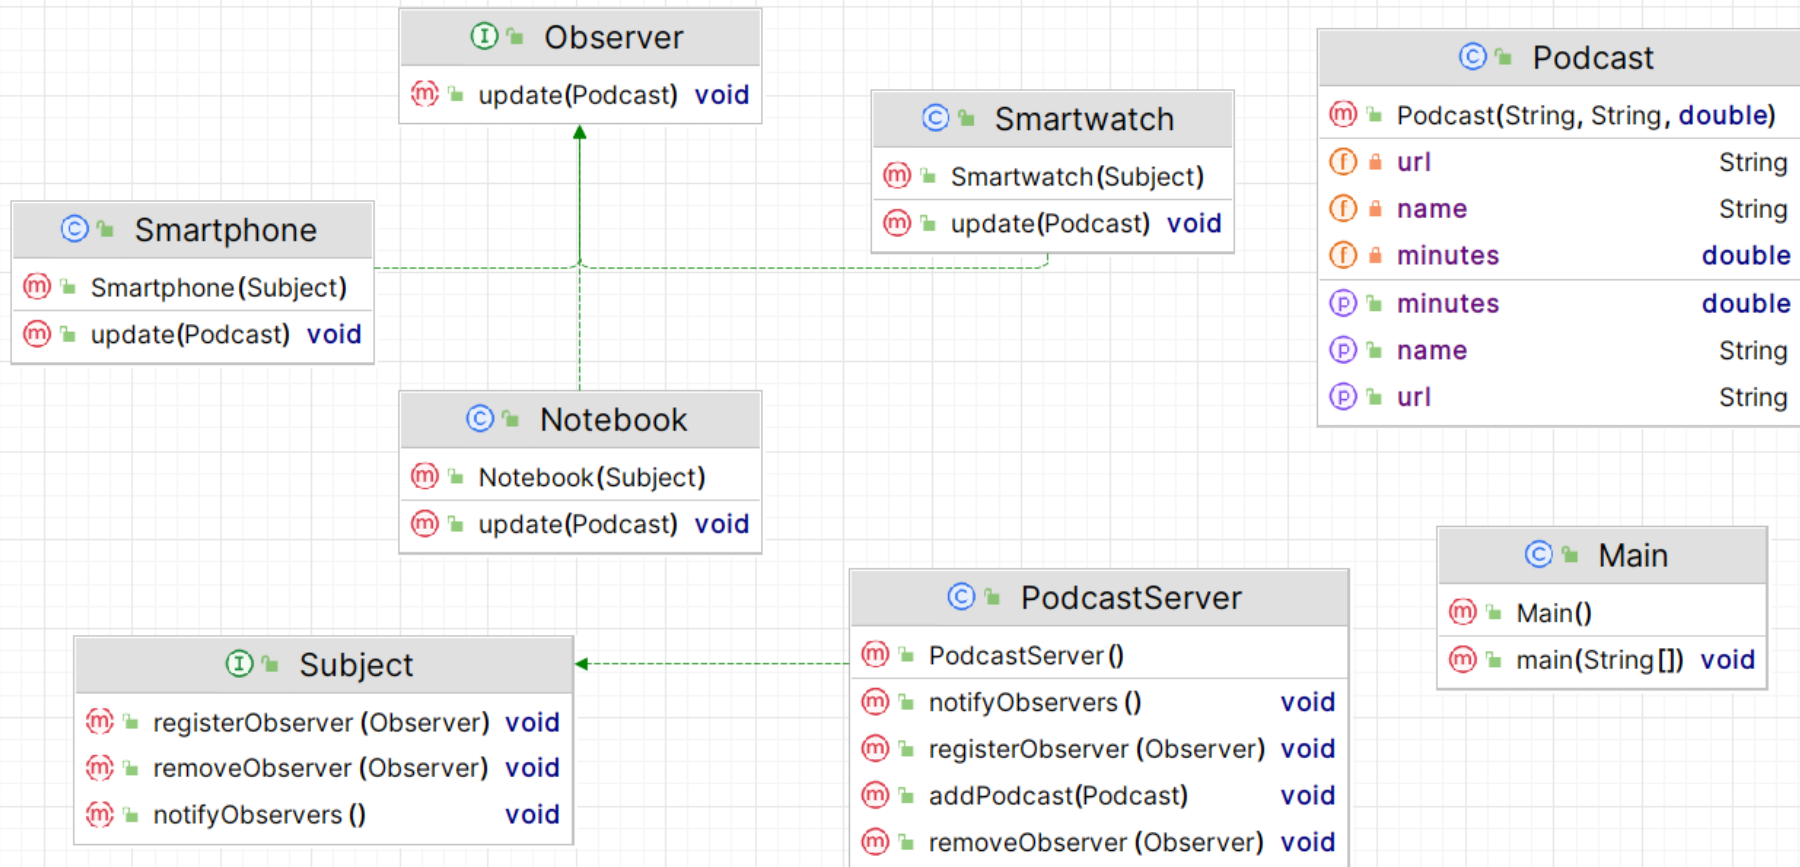 Observer
update(Podcast) void
Smartwatch
Smartwatch(Subject)
update(Podcast) void
Podcast
Podcast(String, String, double)
url String
name String
minutes double
minutes double
name String
url String
Smartphone
Smartphone(Subject)
update(Podcast) void
Notebook
Notebook(Subject)
update(Podcast) void
Main
Main()
main(String[]) void
Subject
registerObserver(Observer) void
removeObserver(Observer) void
notifyObservers() void
PodcastServer
PodcastServer()
notifyObservers() void
registerObserver(Observer) void
addPodcast(Podcast) void
removeObserver(Observer) void